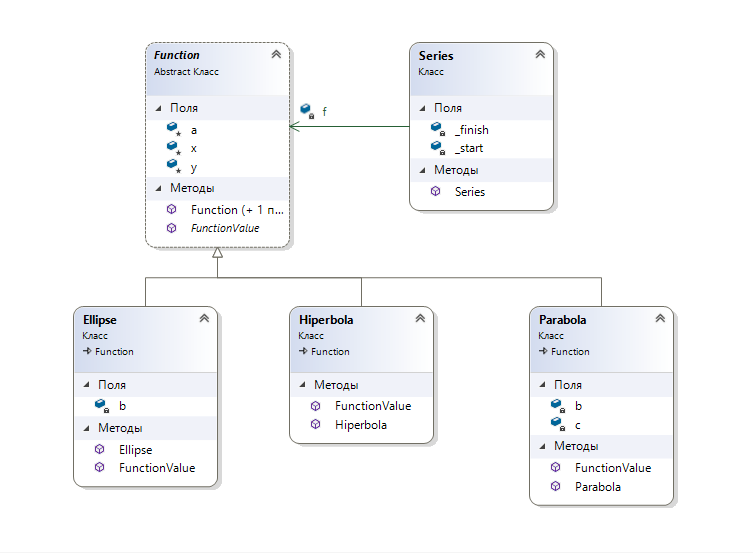 Function
Abstract Класс
Поля
a
x
y
Методы
Function (+ 1 п...
FunctionValue
f
Series
Класс
Поля
_finish
_start
Методы
Series
Ellipse
Класс
Function
Поля
b
Методы
Ellipse
FunctionValue
Hiperbola
Класс
Function
Методы
FunctionValue
Hiperbola
Parabola
Класс
Function
Поля
b
c
Методы
FunctionValue
Parabola